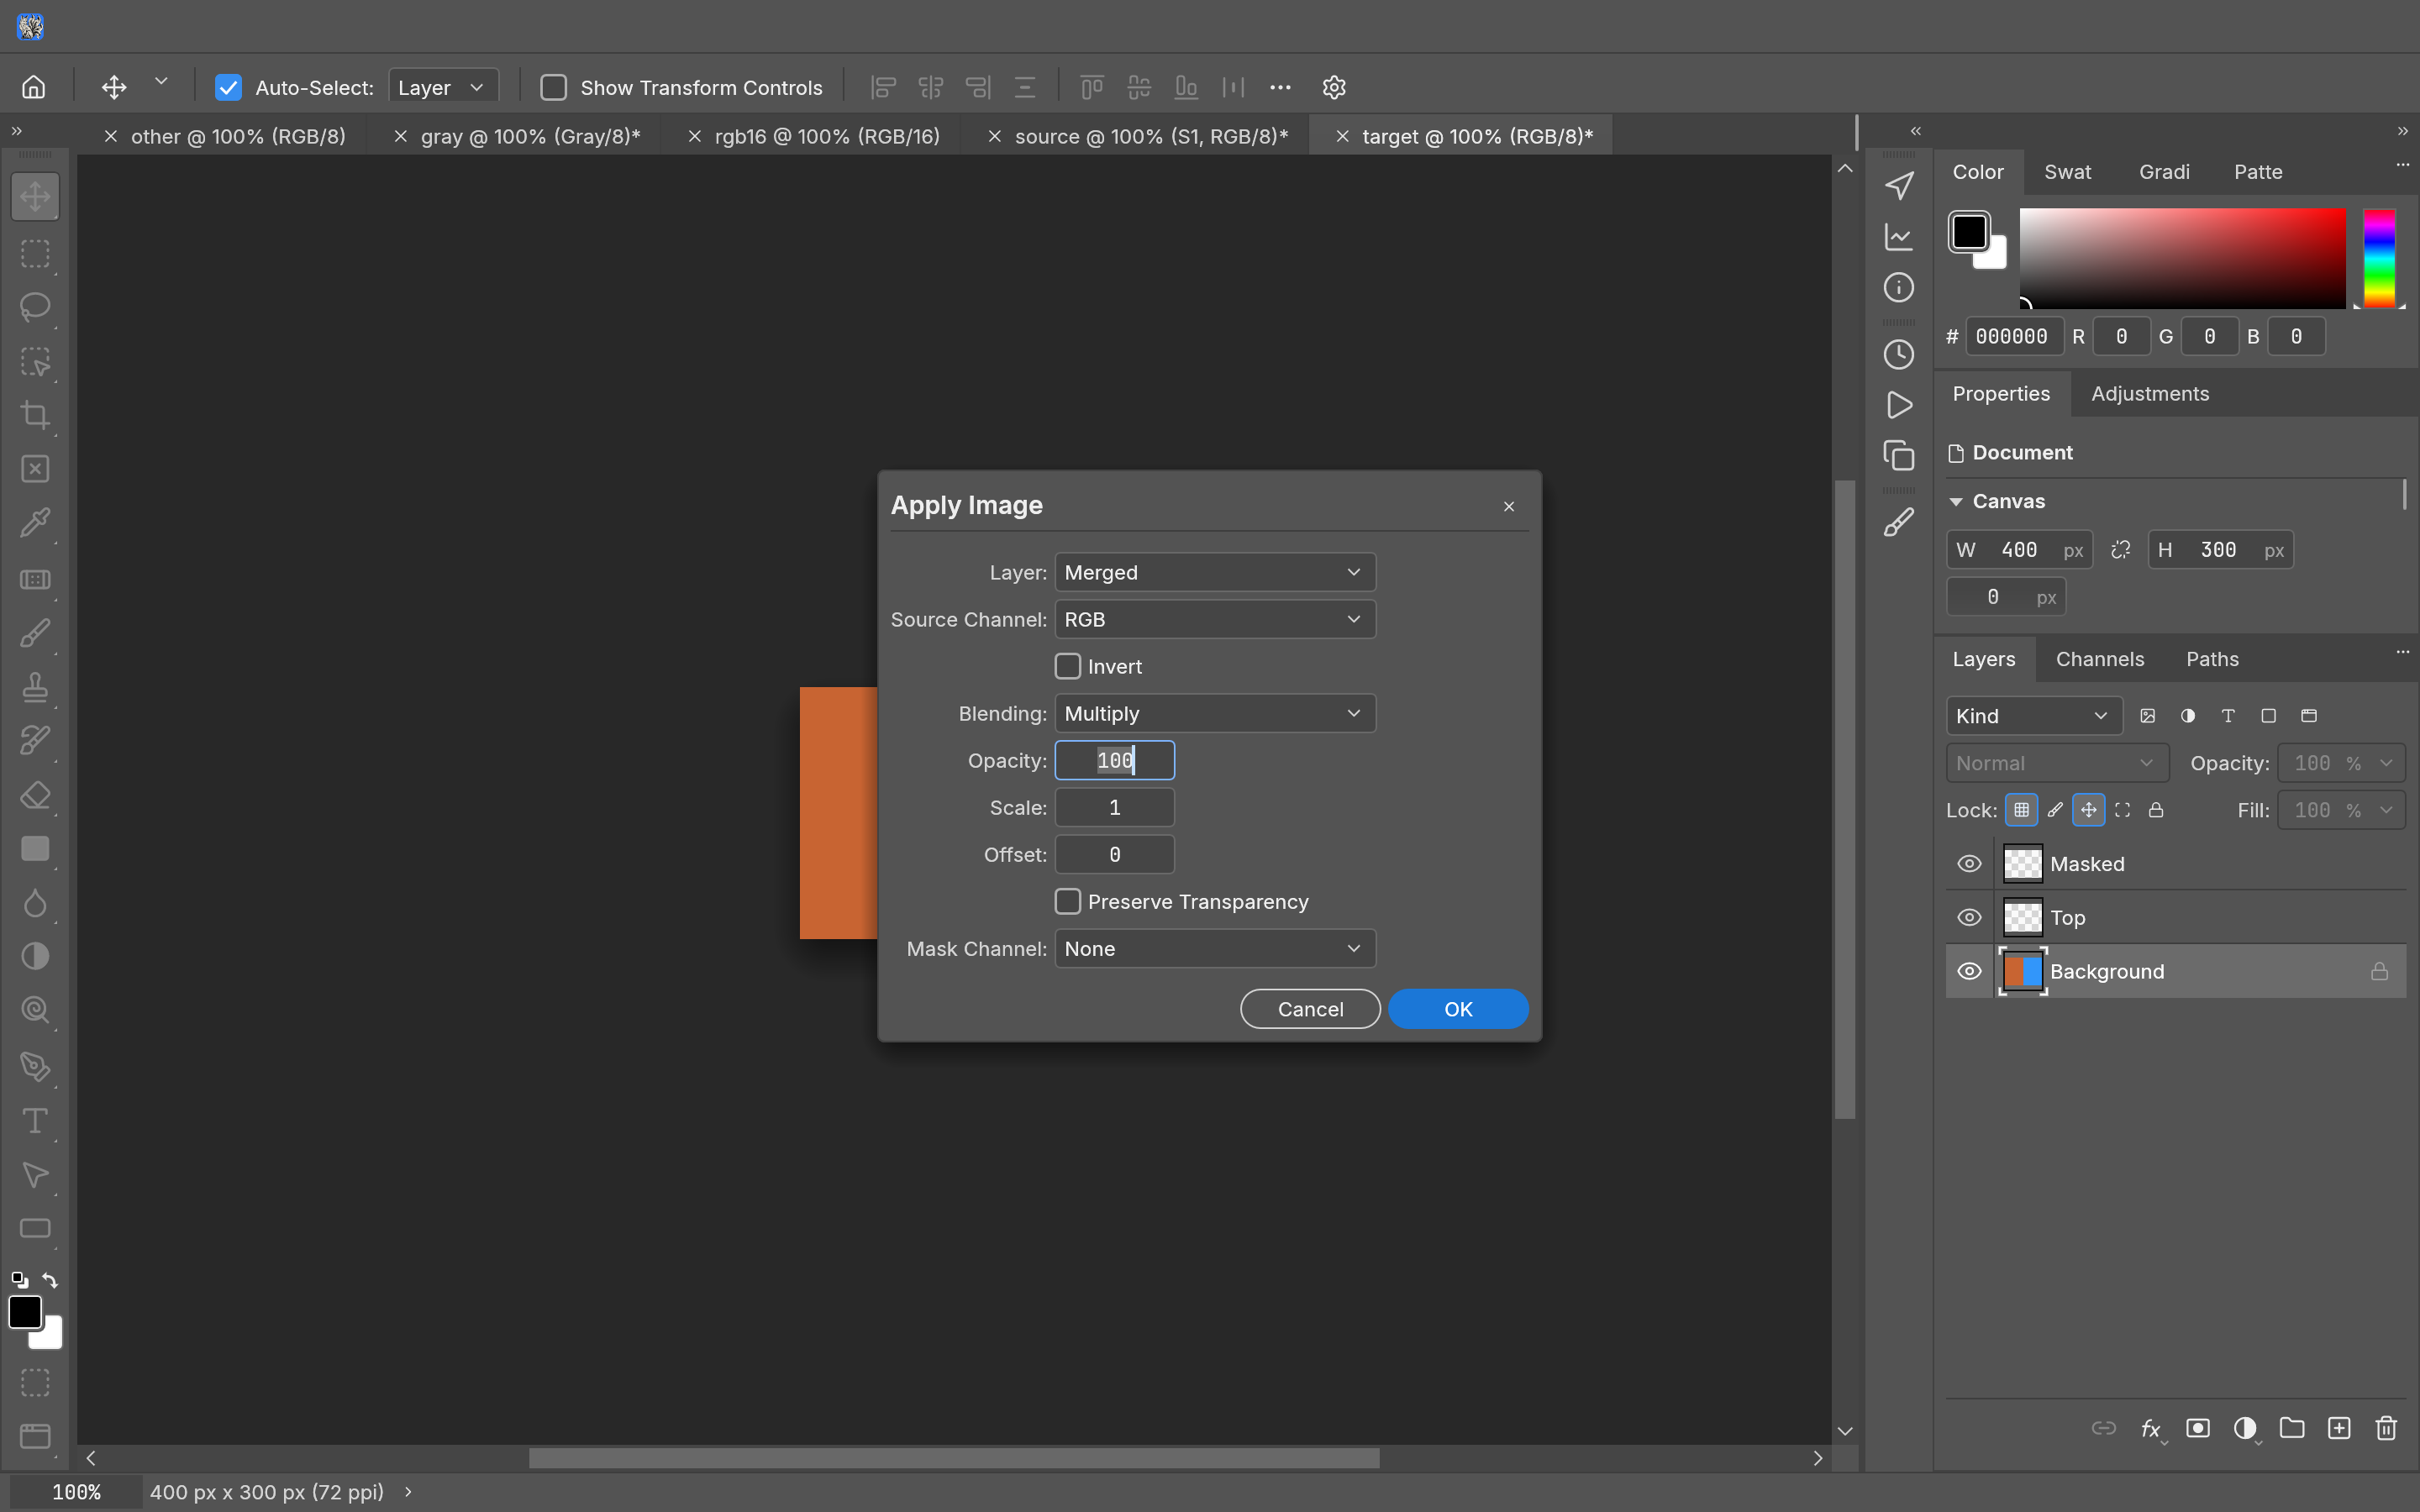 Auto-Select: Layer Show Transform Controls
other @ 100% (RGB/8) gray @ 100% (Gray/8)* rgb16 @ 100% (RGB/16) source @ 100% (S1, RGB/8)* target @ 100% (RGB/8)*
Color Swat Gradi Patte
# 000000 R 0 G 0 B 0
Properties Adjustments
Document
Canvas
W 400 px H 300 px
0 px
Layers Channels Paths
Kind
Normal Opacity: 100 %
Lock: Fill: 100 %
Masked
Top
Background
Apply Image
Layer: Merged
Source Channel: RGB
Invert
Blending: Multiply
Opacity: 100
Scale: 1
Offset: 0
Preserve Transparency
Mask Channel: None
Cancel OK
100% 400 px x 300 px (72 ppi)